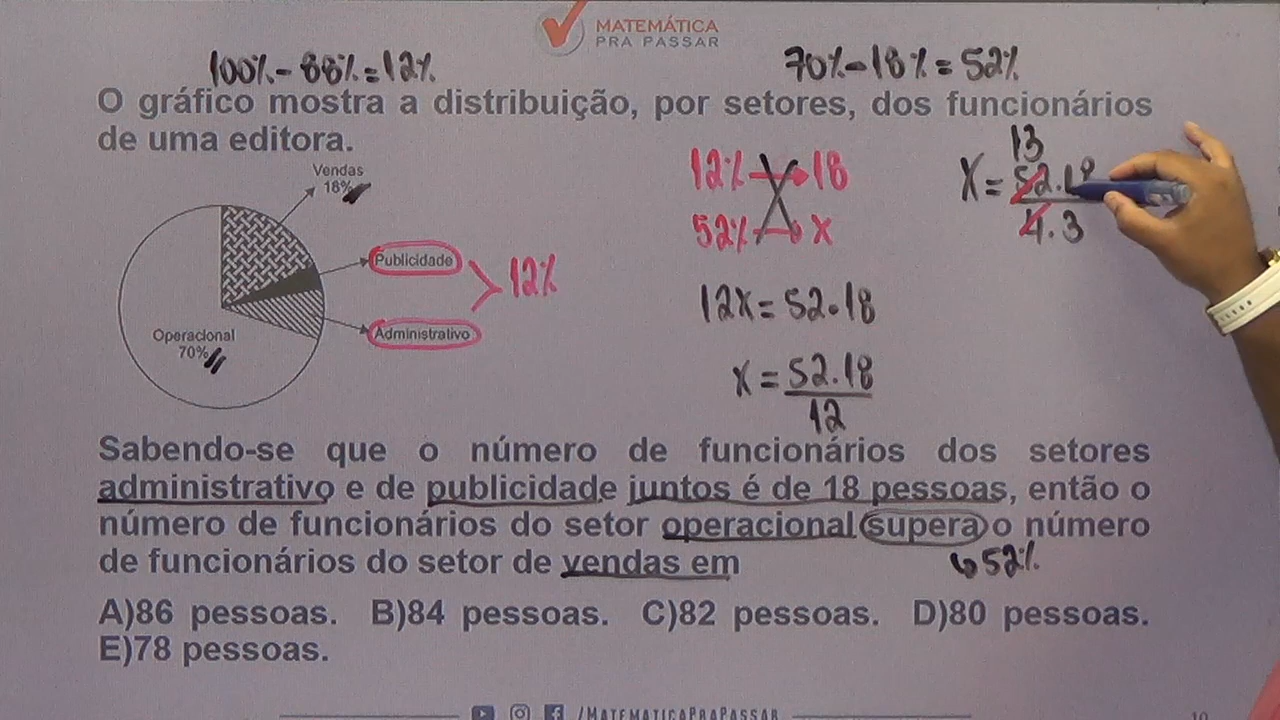 MATEMÁTICA
PRA PASSAR
100%-88%=12%
70%-18%=52%
O gráfico mostra a distribuição, por setores, dos funcionários
de uma editora.
Vendas
18%
Publicidade
12%
Administrativo
Operacional
70%
12% 18
52% x
12x=52.18
x=52.18
12
13
x=52.18
4.3
Sabendo-se que o número de funcionários dos setores
administrativo e de publicidade juntos é de 18 pessoas, então o
número de funcionários do setor operacional supera o número
de funcionários do setor de vendas em
52%
A)86 pessoas. B)84 pessoas. C)82 pessoas. D)80 pessoas.
E)78 pessoas.
/MATEMATICAPRAPASSAR
10